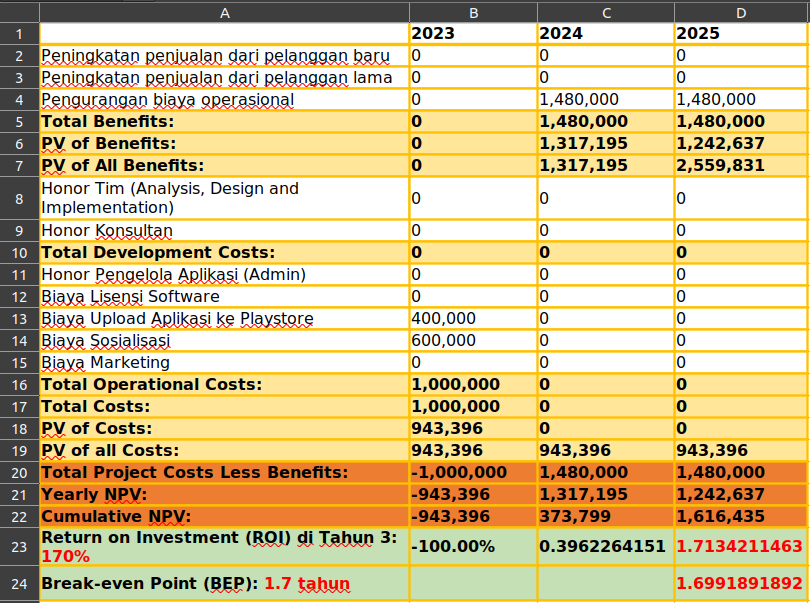 A B C D
1 2023 2024 2025
2 Peningkatan penjualan dari pelanggan baru 0 0 0
3 Peningkatan penjualan dari pelanggan lama 0 0 0
4 Pengurangan biaya operasional 0 1,480,000 1,480,000
5 Total Benefits: 0 1,480,000 1,480,000
6 PV of Benefits: 0 1,317,195 1,242,637
7 PV of All Benefits: 0 1,317,195 2,559,831
Honor Tim (Analysis, Design and
8 Implementation) 0 0 0
9 Honor Konsultan 0 0 0
10 Total Development Costs: 0 0 0
11 Honor Pengelola Aplikasi (Admin) 0 0 0
12 Biaya Lisensi Software 0 0 0
13 Biaya Upload Aplikasi ke Playstore 400,000 0 0
14 Biaya Sosialisasi 600,000 0 0
15 Biaya Marketing 0 0 0
16 Total Operational Costs: 1,000,000 0 0
17 Total Costs: 1,000,000 0 0
18 PV of Costs: 943,396 0 0
19 PV of all Costs: 943,396 943,396 943,396
20 Total Project Costs Less Benefits: -1,000,000 1,480,000 1,480,000
21 Yearly NPV: -943,396 1,317,195 1,242,637
22 Cumulative NPV: -943,396 373,799 1,616,435
Return on Investment (ROI) di Tahun 3:
23 170% -100.00% 0.3962264151 1.7134211463
24 Break-even Point (BEP): 1.7 tahun 1.6991891892